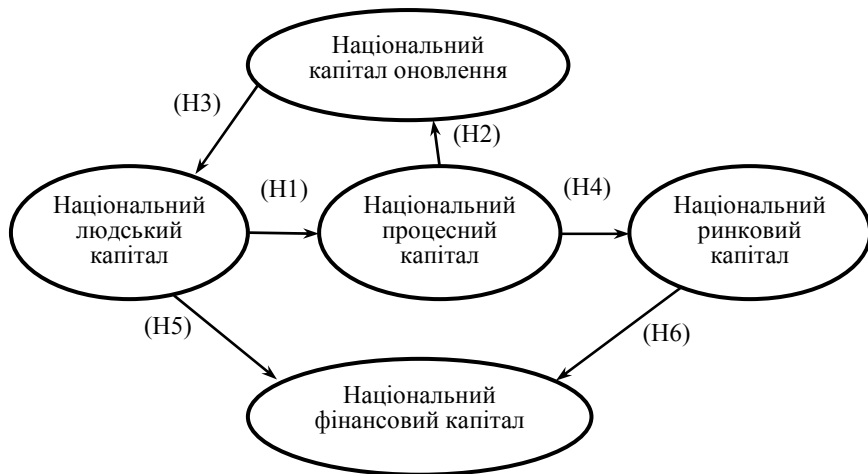 Національний
капітал оновлення
(H3)
(H2)
(H1)
(H4)
Національний
людський
капітал
Національний
процесний
капітал
Національний
ринковий
капітал
(H5)
(H6)
Національний
фінансовий капітал